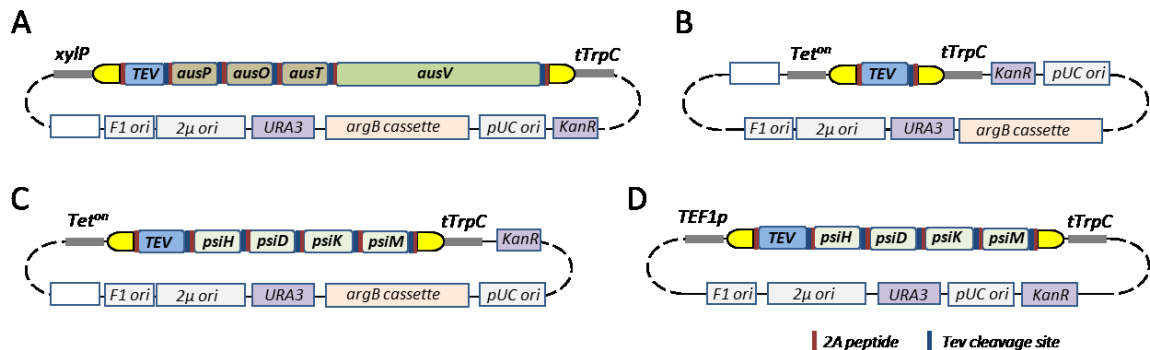 A
xylP
tTrpC
TEV ausP ausO ausT ausV
F1 ori 2μ ori URA3 argB cassette pUC ori KanR
B
Tet^on
tTrpC
TEV KanR pUC ori
F1 ori 2μ ori URA3 argB cassette
C
Tet^on
tTrpC
TEV psiH psiD psiK psiM KanR
F1 ori 2μ ori URA3 argB cassette pUC ori
D
TEF1p
tTrpC
TEV psiH psiD psiK psiM
F1 ori 2μ ori URA3 pUC ori KanR
2A peptide Tev cleavage site